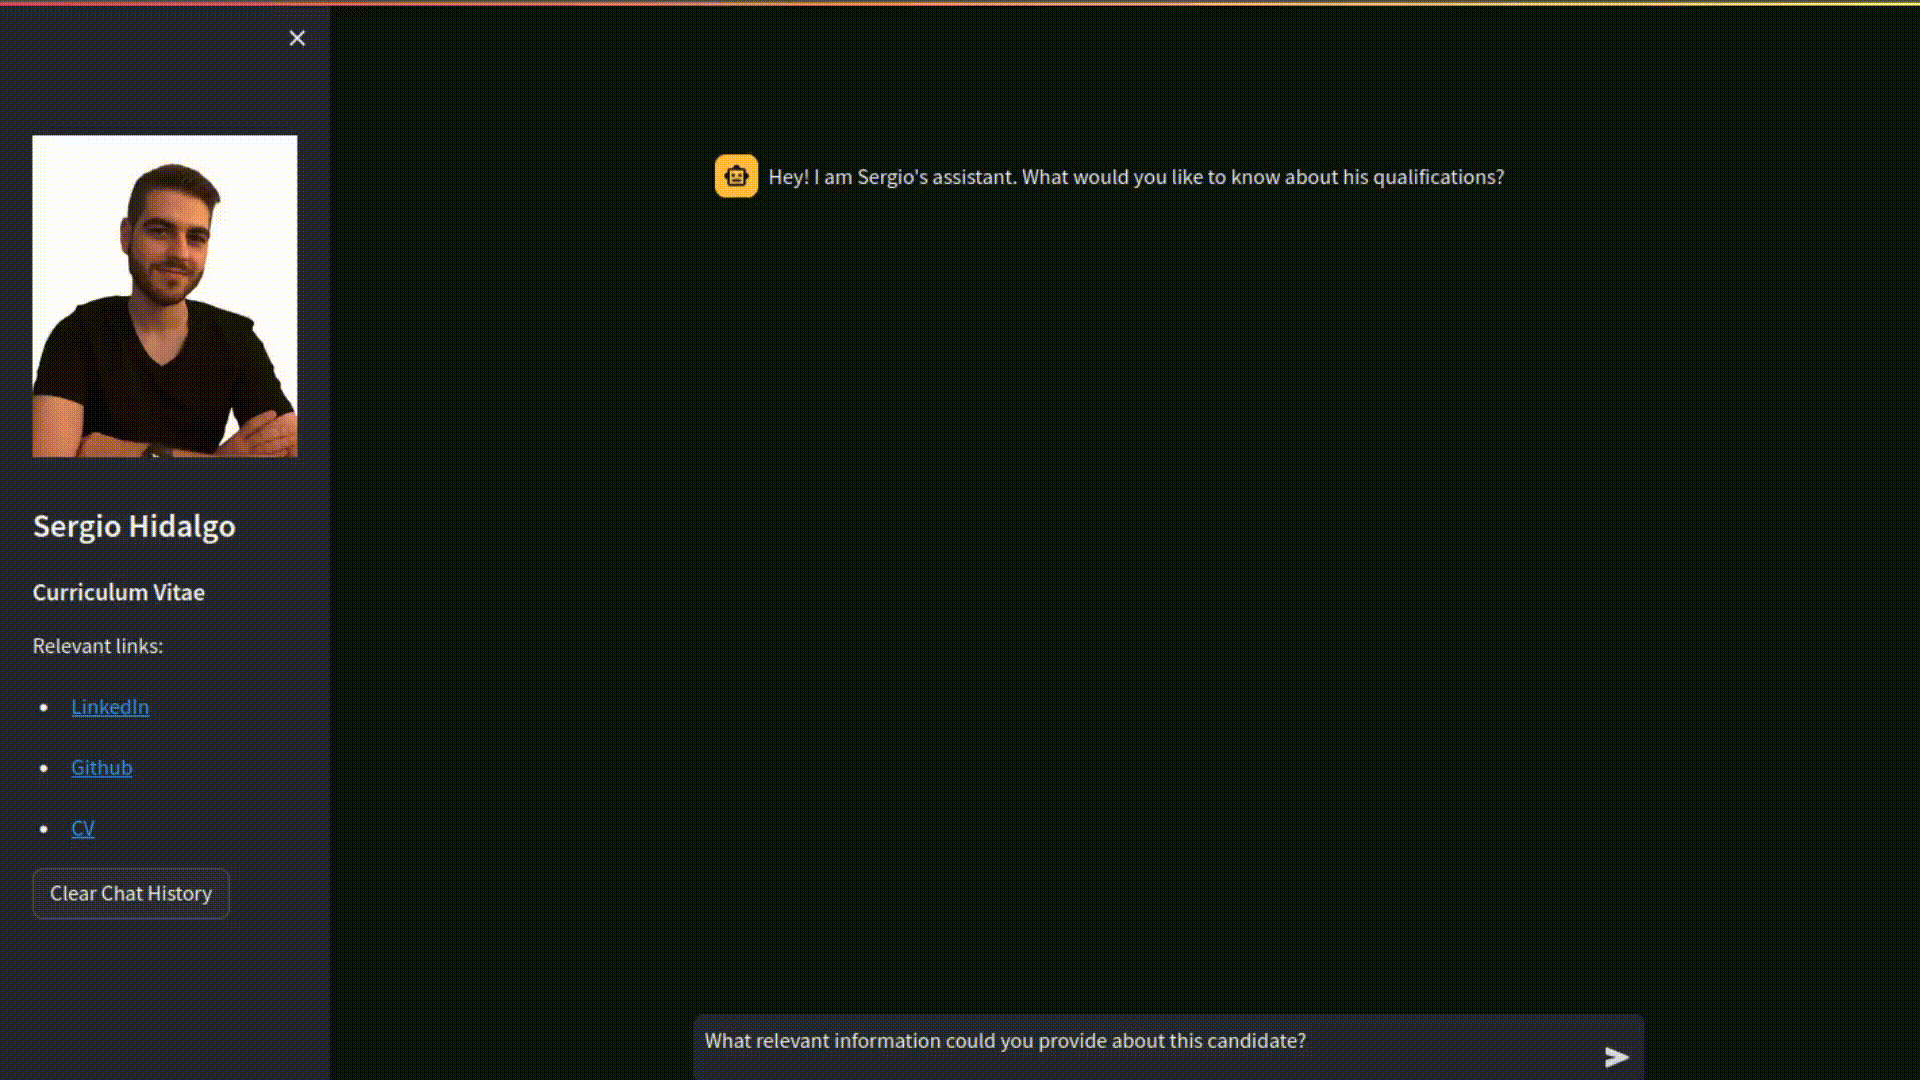 Sergio Hidalgo
Curriculum Vitae
Relevant links:
LinkedIn
Github
CV
Clear Chat History
Hey! I am Sergio's assistant. What would you like to know about his qualifications?
What relevant information could you provide about this candidate?